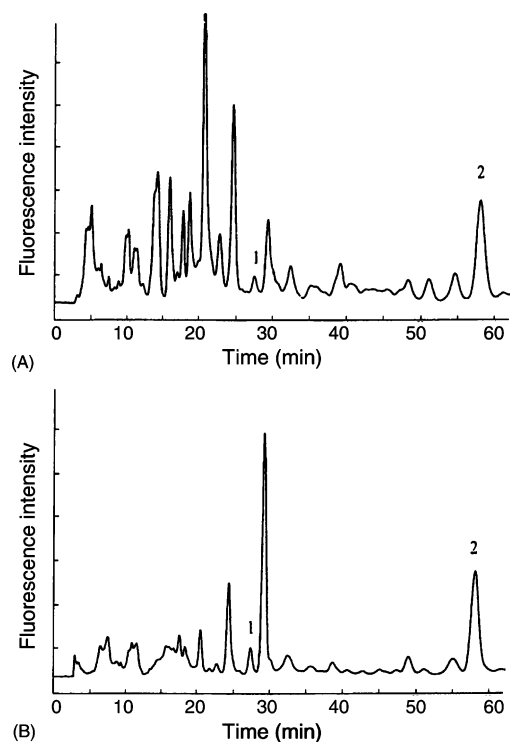 Fluorescence intensity
1
2
0 10 20 30 40 50 60
Time (min)
(A)
Fluorescence intensity
1
2
0 10 20 30 40 50 60
Time (min)
(B)